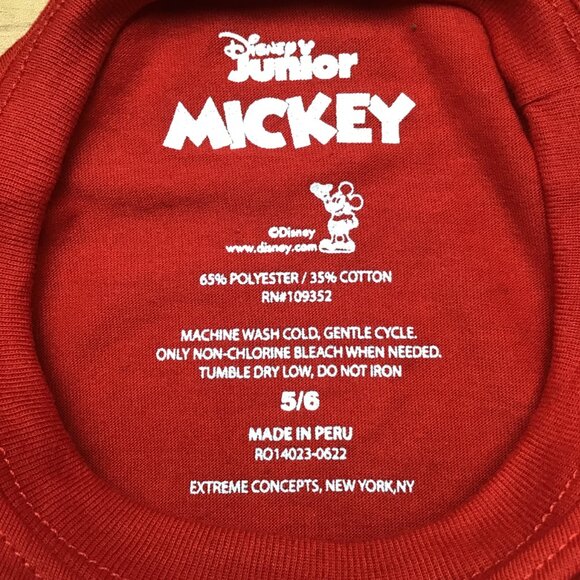 Disney
Junior
MICKEY
©Disney
www.disney.com
65% POLYESTER / 35% COTTON
RN#109352
MACHINE WASH COLD, GENTLE CYCLE.
ONLY NON-CHLORINE BLEACH WHEN NEEDED.
TUMBLE DRY LOW, DO NOT IRON
5/6
MADE IN PERU
RO14023-0622
EXTREME CONCEPTS, NEW YORK,NY